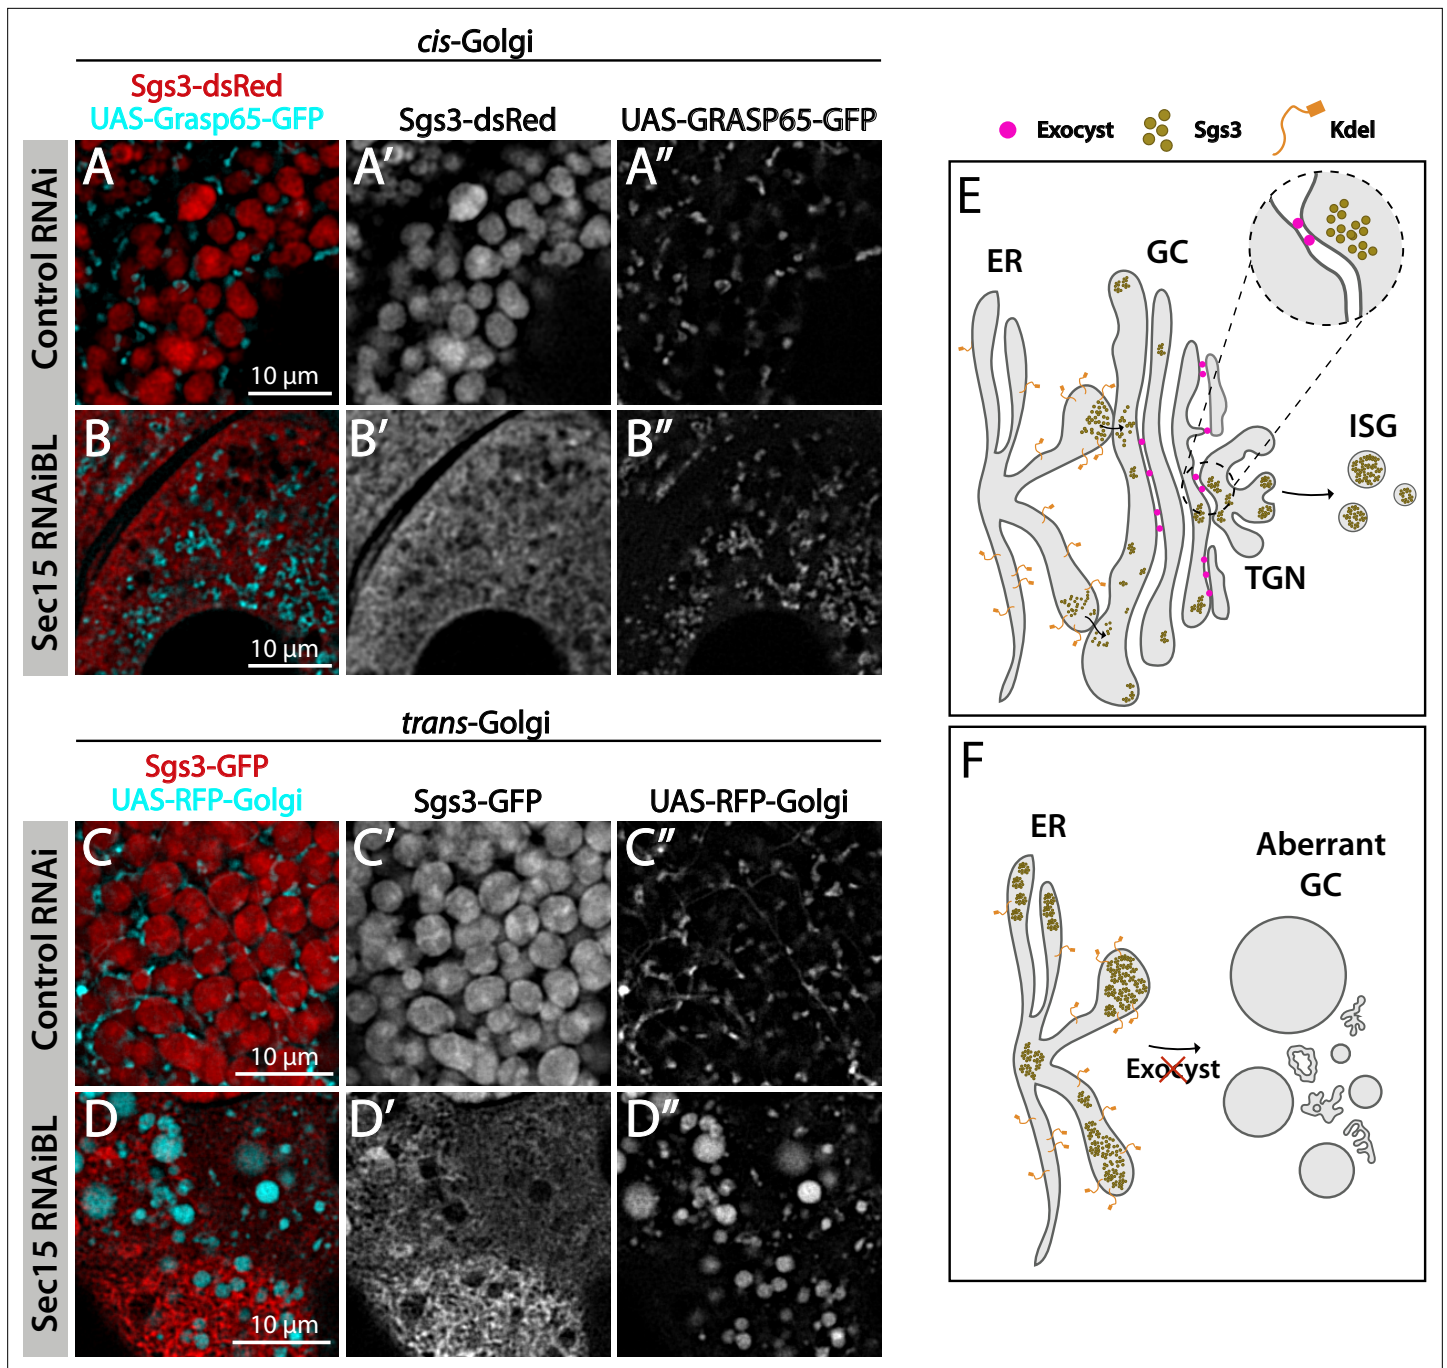 cis-Golgi
Sgs3-dsRed
UAS-Grasp65-GFP
Sgs3-dsRed
UAS-GRASP65-GFP
Control RNAi
A
10 µm
A'
A"
Sec15 RNAiBL
B
10 µm
B'
B"
trans-Golgi
Sgs3-GFP
UAS-RFP-Golgi
Sgs3-GFP
UAS-RFP-Golgi
Control RNAi
C
10 µm
C'
C"
Sec15 RNAiBL
D
10 µm
D'
D"
Exocyst
Sgs3
Kdel
E
ER
GC
ISG
TGN
F
ER
Aberrant
GC
Exocyst